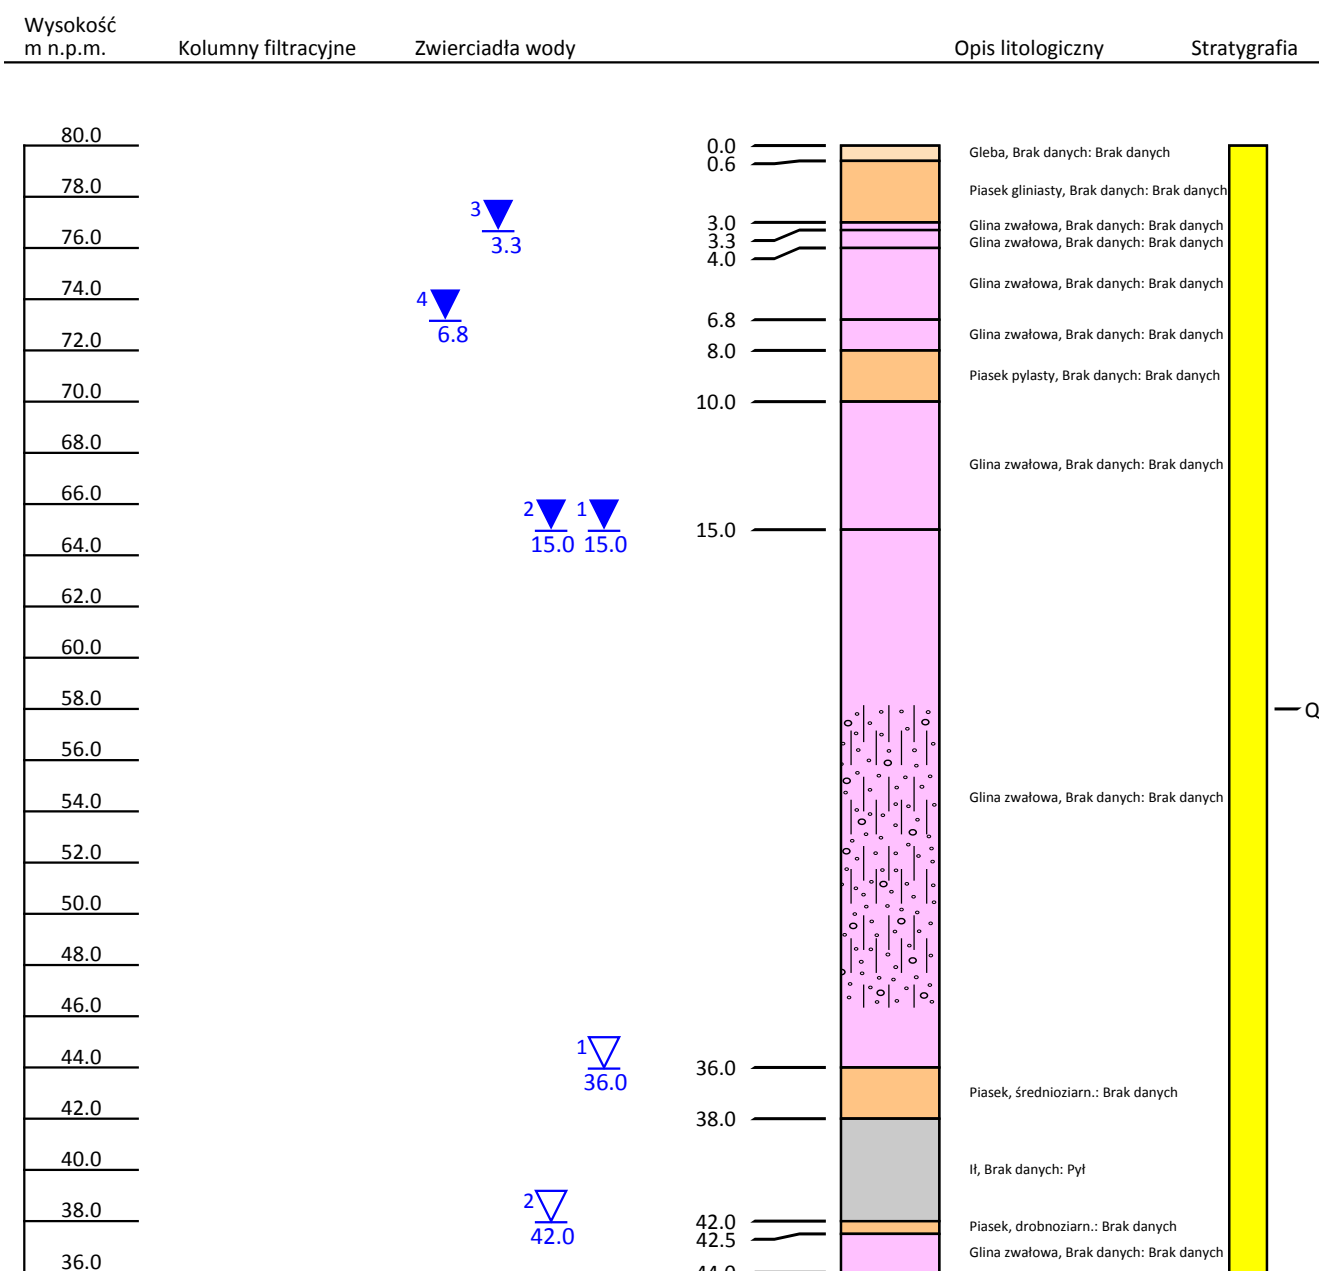 Wysokość
m n.p.m. Kolumny filtracyjne Zwierciadła wody Opis litologiczny Stratygrafia
80.0 0.0 Gleba, Brak danych: Brak danych
0.6
78.0 Piasek gliniasty, Brak danych: Brak danych
3 3.0 Glina zwałowa, Brak danych: Brak danych
76.0 3.3 3.3 Glina zwałowa, Brak danych: Brak danych
4.0
74.0 Glina zwałowa, Brak danych: Brak danych
4
6.8 6.8
72.0 Glina zwałowa, Brak danych: Brak danych
8.0
Piasek pylasty, Brak danych: Brak danych
70.0 10.0
68.0
Glina zwałowa, Brak danych: Brak danych
66.0
2 1
15.0
64.0 15.0 15.0
62.0
60.0
58.0
Q
56.0
54.0 Glina zwałowa, Brak danych: Brak danych
52.0
50.0
48.0
46.0
44.0 1 36.0
36.0
Piasek, średnioziarn.: Brak danych
42.0 38.0
40.0 Ił, Brak danych: Pył
38.0 2 42.0
Piasek, drobnoziarn.: Brak danych
42.0 42.5
Glina zwałowa, Brak danych: Brak danych
36.0
44.0